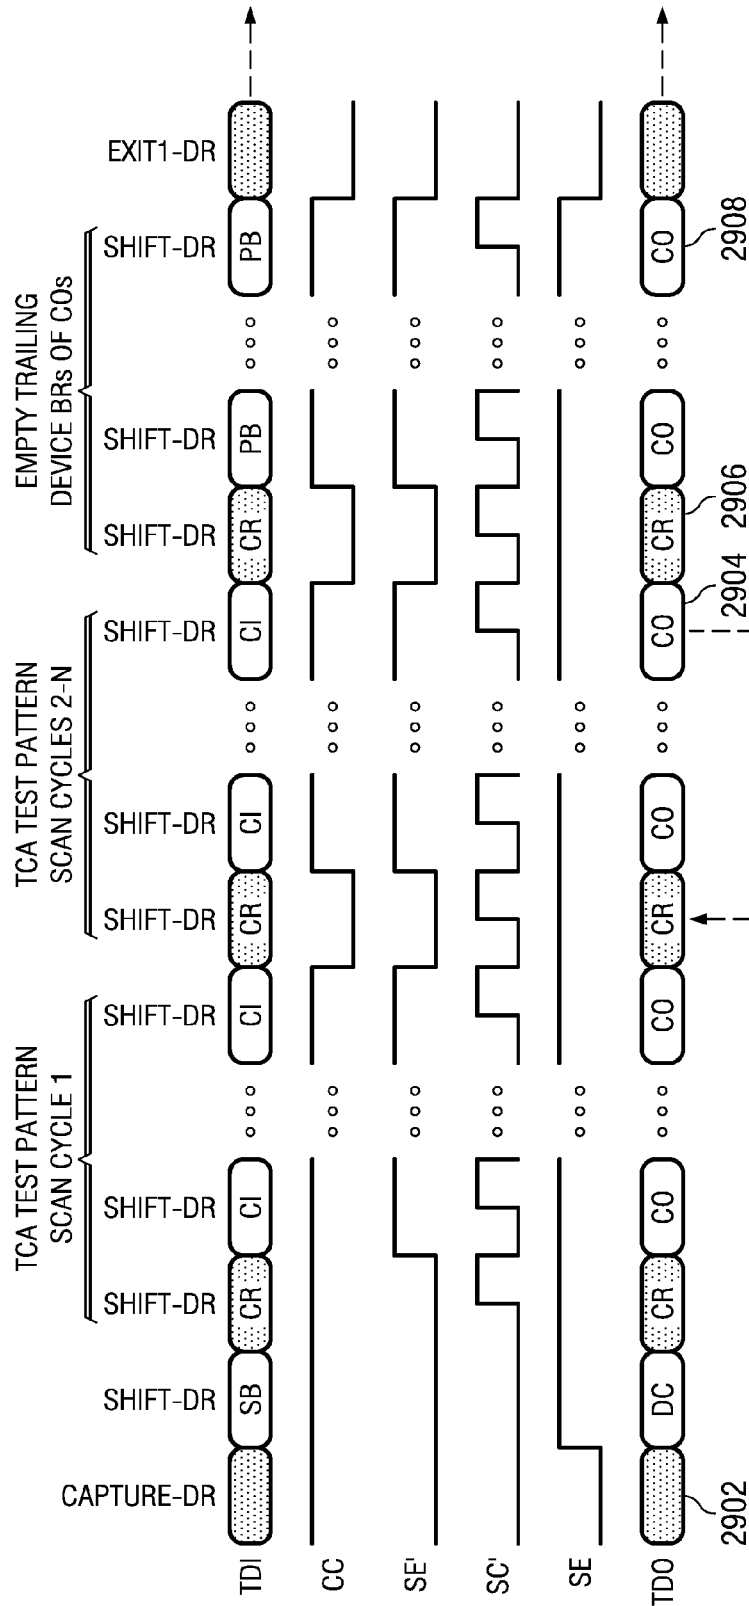 TCA TEST PATTERN
SCAN CYCLE 1
TCA TEST PATTERN
SCAN CYCLES 2-N
EMPTY TRAILING
DEVICE BRs OF COs
CAPTURE-DR SHIFT-DR SHIFT-DR SHIFT-DR SHIFT-DR SHIFT-DR SHIFT-DR SHIFT-DR SHIFT-DR SHIFT-DR SHIFT-DR EXIT1-DR
TDI SB CR CI CI CR CI CI CR PB PB
CC
SE'
SC'
SE
TDO DC CR CO CO CR CO CO CR CO CO
2902 2904 2906 2908